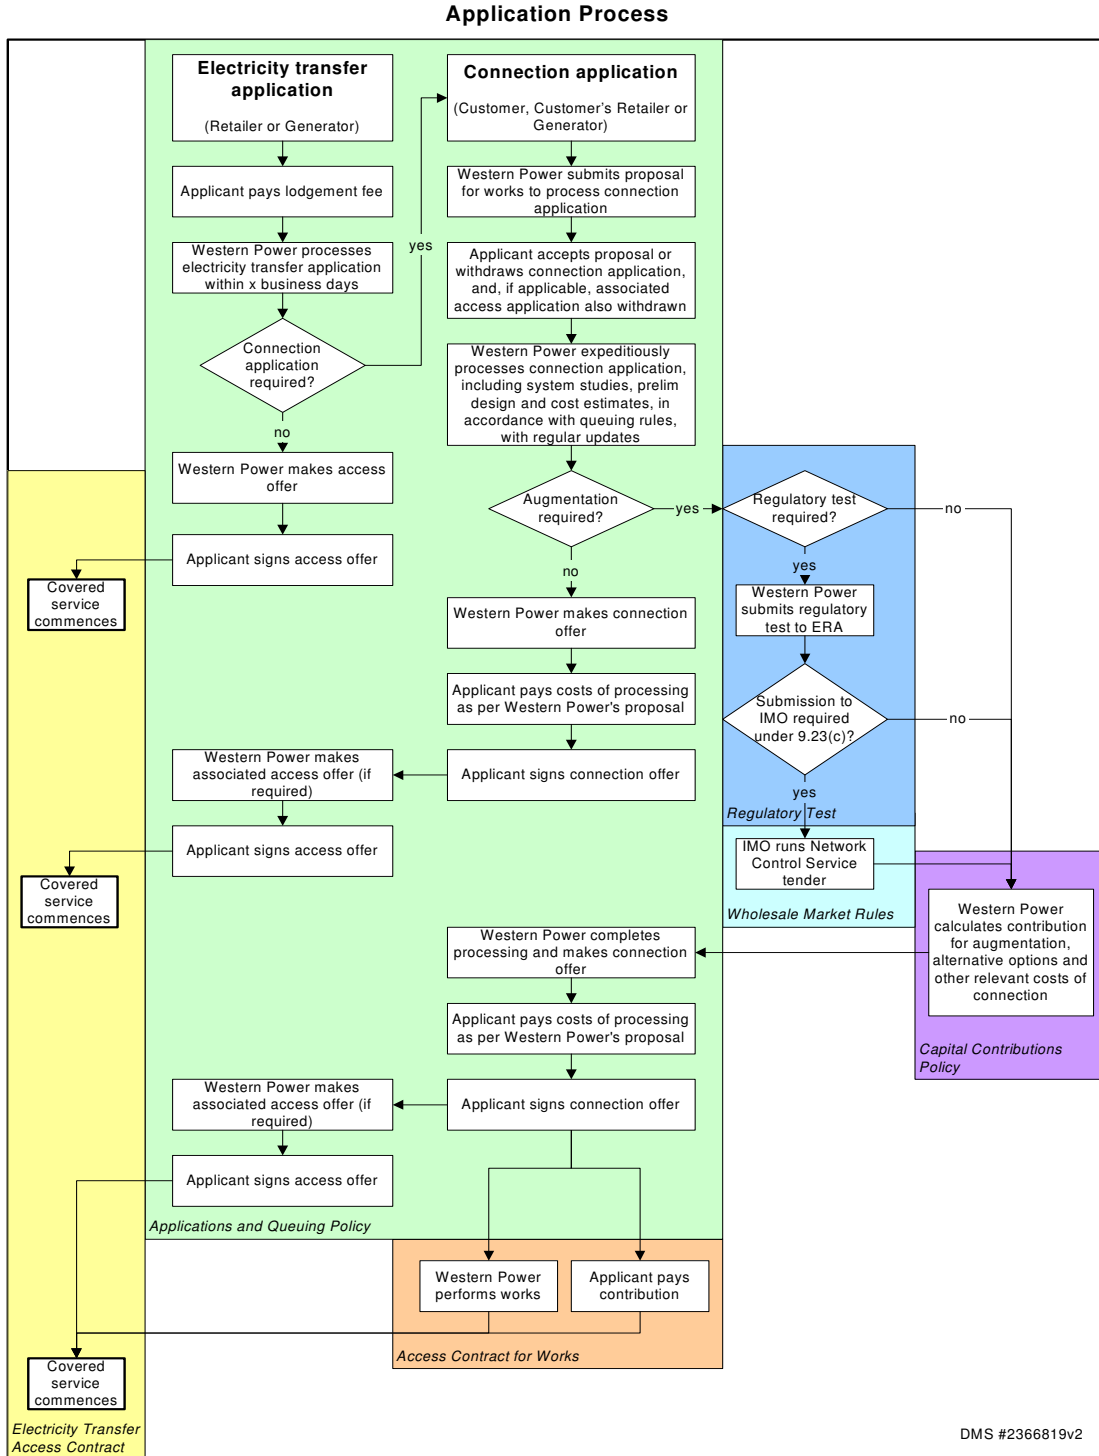 Application Process
Electricity transfer
application
(Retailer or Generator)
Connection application
(Customer, Customer's Retailer or
Generator)
Applicant pays lodgement fee
Western Power submits proposal
for works to process connection
application
yes
Western Power processes
electricity transfer application
within x business days
Applicant accepts proposal or
withdraws connection application,
and, if applicable, associated
access application also withdrawn
Connection
application
required?
Western Power expeditiously
processes connection application,
including system studies, prelim
design and cost estimates, in
accordance with queuing rules,
with regular updates
no
Western Power makes access
offer
Augmentation
required?
yes
Regulatory test
required?
no
Applicant signs access offer
no
yes
Covered
service
commences
Western Power
submits regulatory
test to ERA
Western Power makes connection
offer
Applicant pays costs of processing
as per Western Power's proposal
Submission to
IMO required
under 9.23(c)?
no
Western Power makes
associated access offer (if
required)
Applicant signs connection offer
yes
Regulatory Test
Applicant signs access offer
IMO runs Network
Control Service
tender
Covered
service
commences
Wholesale Market Rules
Western Power
calculates contribution
for augmentation,
alternative options and
other relevant costs of
connection
Western Power completes
processing and makes connection
offer
Applicant pays costs of processing
as per Western Power's proposal
Capital Contributions
Policy
Western Power makes
associated access offer (if
required)
Applicant signs connection offer
Applicant signs access offer
Applications and Queuing Policy
Western Power
performs works
Applicant pays
contribution
Access Contract for Works
Covered
service
commences
Electricity Transfer
Access Contract
DMS #2366819v2